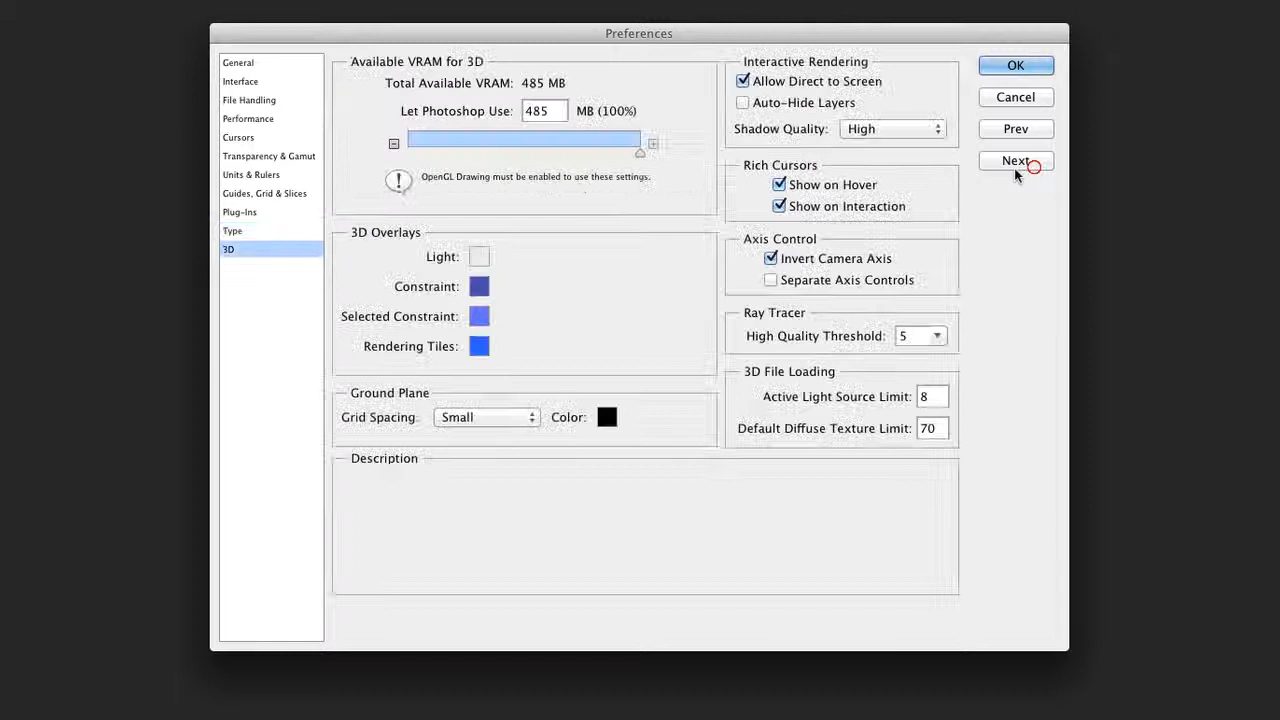 Preferences
General
Interface
File Handling
Performance
Cursors
Transparency & Gamut
Units & Rulers
Guides, Grid & Slices
Plug-Ins
Type
3D
Available VRAM for 3D
Total Available VRAM: 485 MB
Let Photoshop Use: 485 MB (100%)
OpenGL Drawing must be enabled to use these settings.
3D Overlays
Light:
Constraint:
Selected Constraint:
Rendering Tiles:
Ground Plane
Grid Spacing: Small Color:
Description
Interactive Rendering
Allow Direct to Screen
Auto-Hide Layers
Shadow Quality: High
Rich Cursors
Show on Hover
Show on Interaction
Axis Control
Invert Camera Axis
Separate Axis Controls
Ray Tracer
High Quality Threshold: 5
3D File Loading
Active Light Source Limit: 8
Default Diffuse Texture Limit: 70
OK
Cancel
Prev
Next